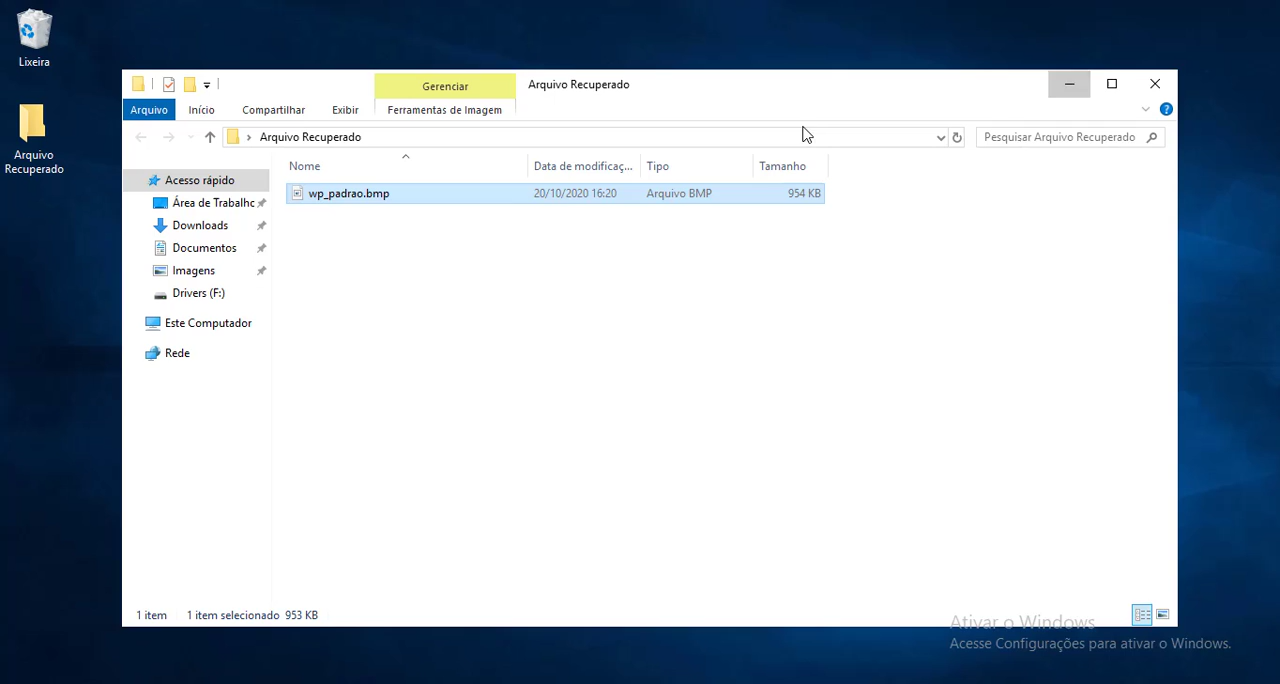 Lixeira
Arquivo
Recuperado
Gerenciar
Arquivo Recuperado
Arquivo
Início
Compartilhar
Exibir
Ferramentas de Imagem
Arquivo Recuperado
Pesquisar Arquivo Recuperado
Nome
Data de modificaç...
Tipo
Tamanho
wp_padrao.bmp
20/10/2020 16:20
Arquivo BMP
954 KB
Acesso rápido
Área de Trabalho
Downloads
Documentos
Imagens
Drivers (F:)
Este Computador
Rede
1 item
1 item selecionado 953 KB
Ativar o Windows
Acesse Configurações para ativar o Windows.